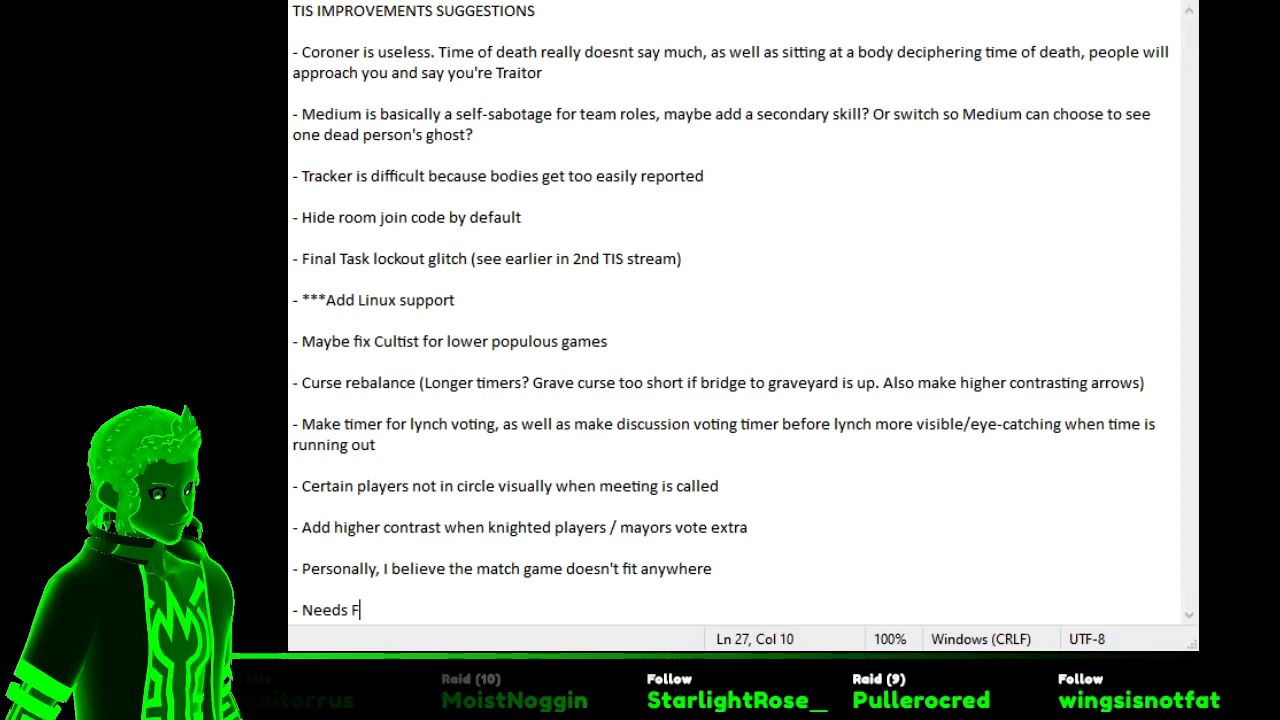 TIS IMPROVEMENTS SUGGESTIONS
- Coroner is useless. Time of death really doesnt say much, as well as sitting at a body deciphering time of death, people will
approach you and say you're Traitor
- Medium is basically a self-sabotage for team roles, maybe add a secondary skill? Or switch so Medium can choose to see
one dead person's ghost?
- Tracker is difficult because bodies get too easily reported
- Hide room join code by default
- Final Task lockout glitch (see earlier in 2nd TIS stream)
- ***Add Linux support
- Maybe fix Cultist for lower populous games
- Curse rebalance (Longer timers? Grave curse too short if bridge to graveyard is up. Also make higher contrasting arrows)
- Make timer for lynch voting, as well as make discussion voting timer before lynch more visible/eye-catching when time is
running out
- Certain players not in circle visually when meeting is called
- Add higher contrast when knighted players / mayors vote extra
- Personally, I believe the match game doesn't fit anywhere
- Needs F
Ln 27, Col 10 100% Windows (CRLF) UTF-8
bits Raid (10) Follow Raid (9) Follow
MoistNoggin StarlightRose_ Pullerocred wingsisnotfat